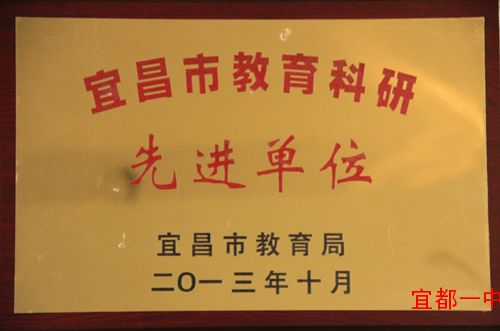 宜昌市教育科研
先进单位
宜昌市教育局
二〇一三年十月
宜都一中